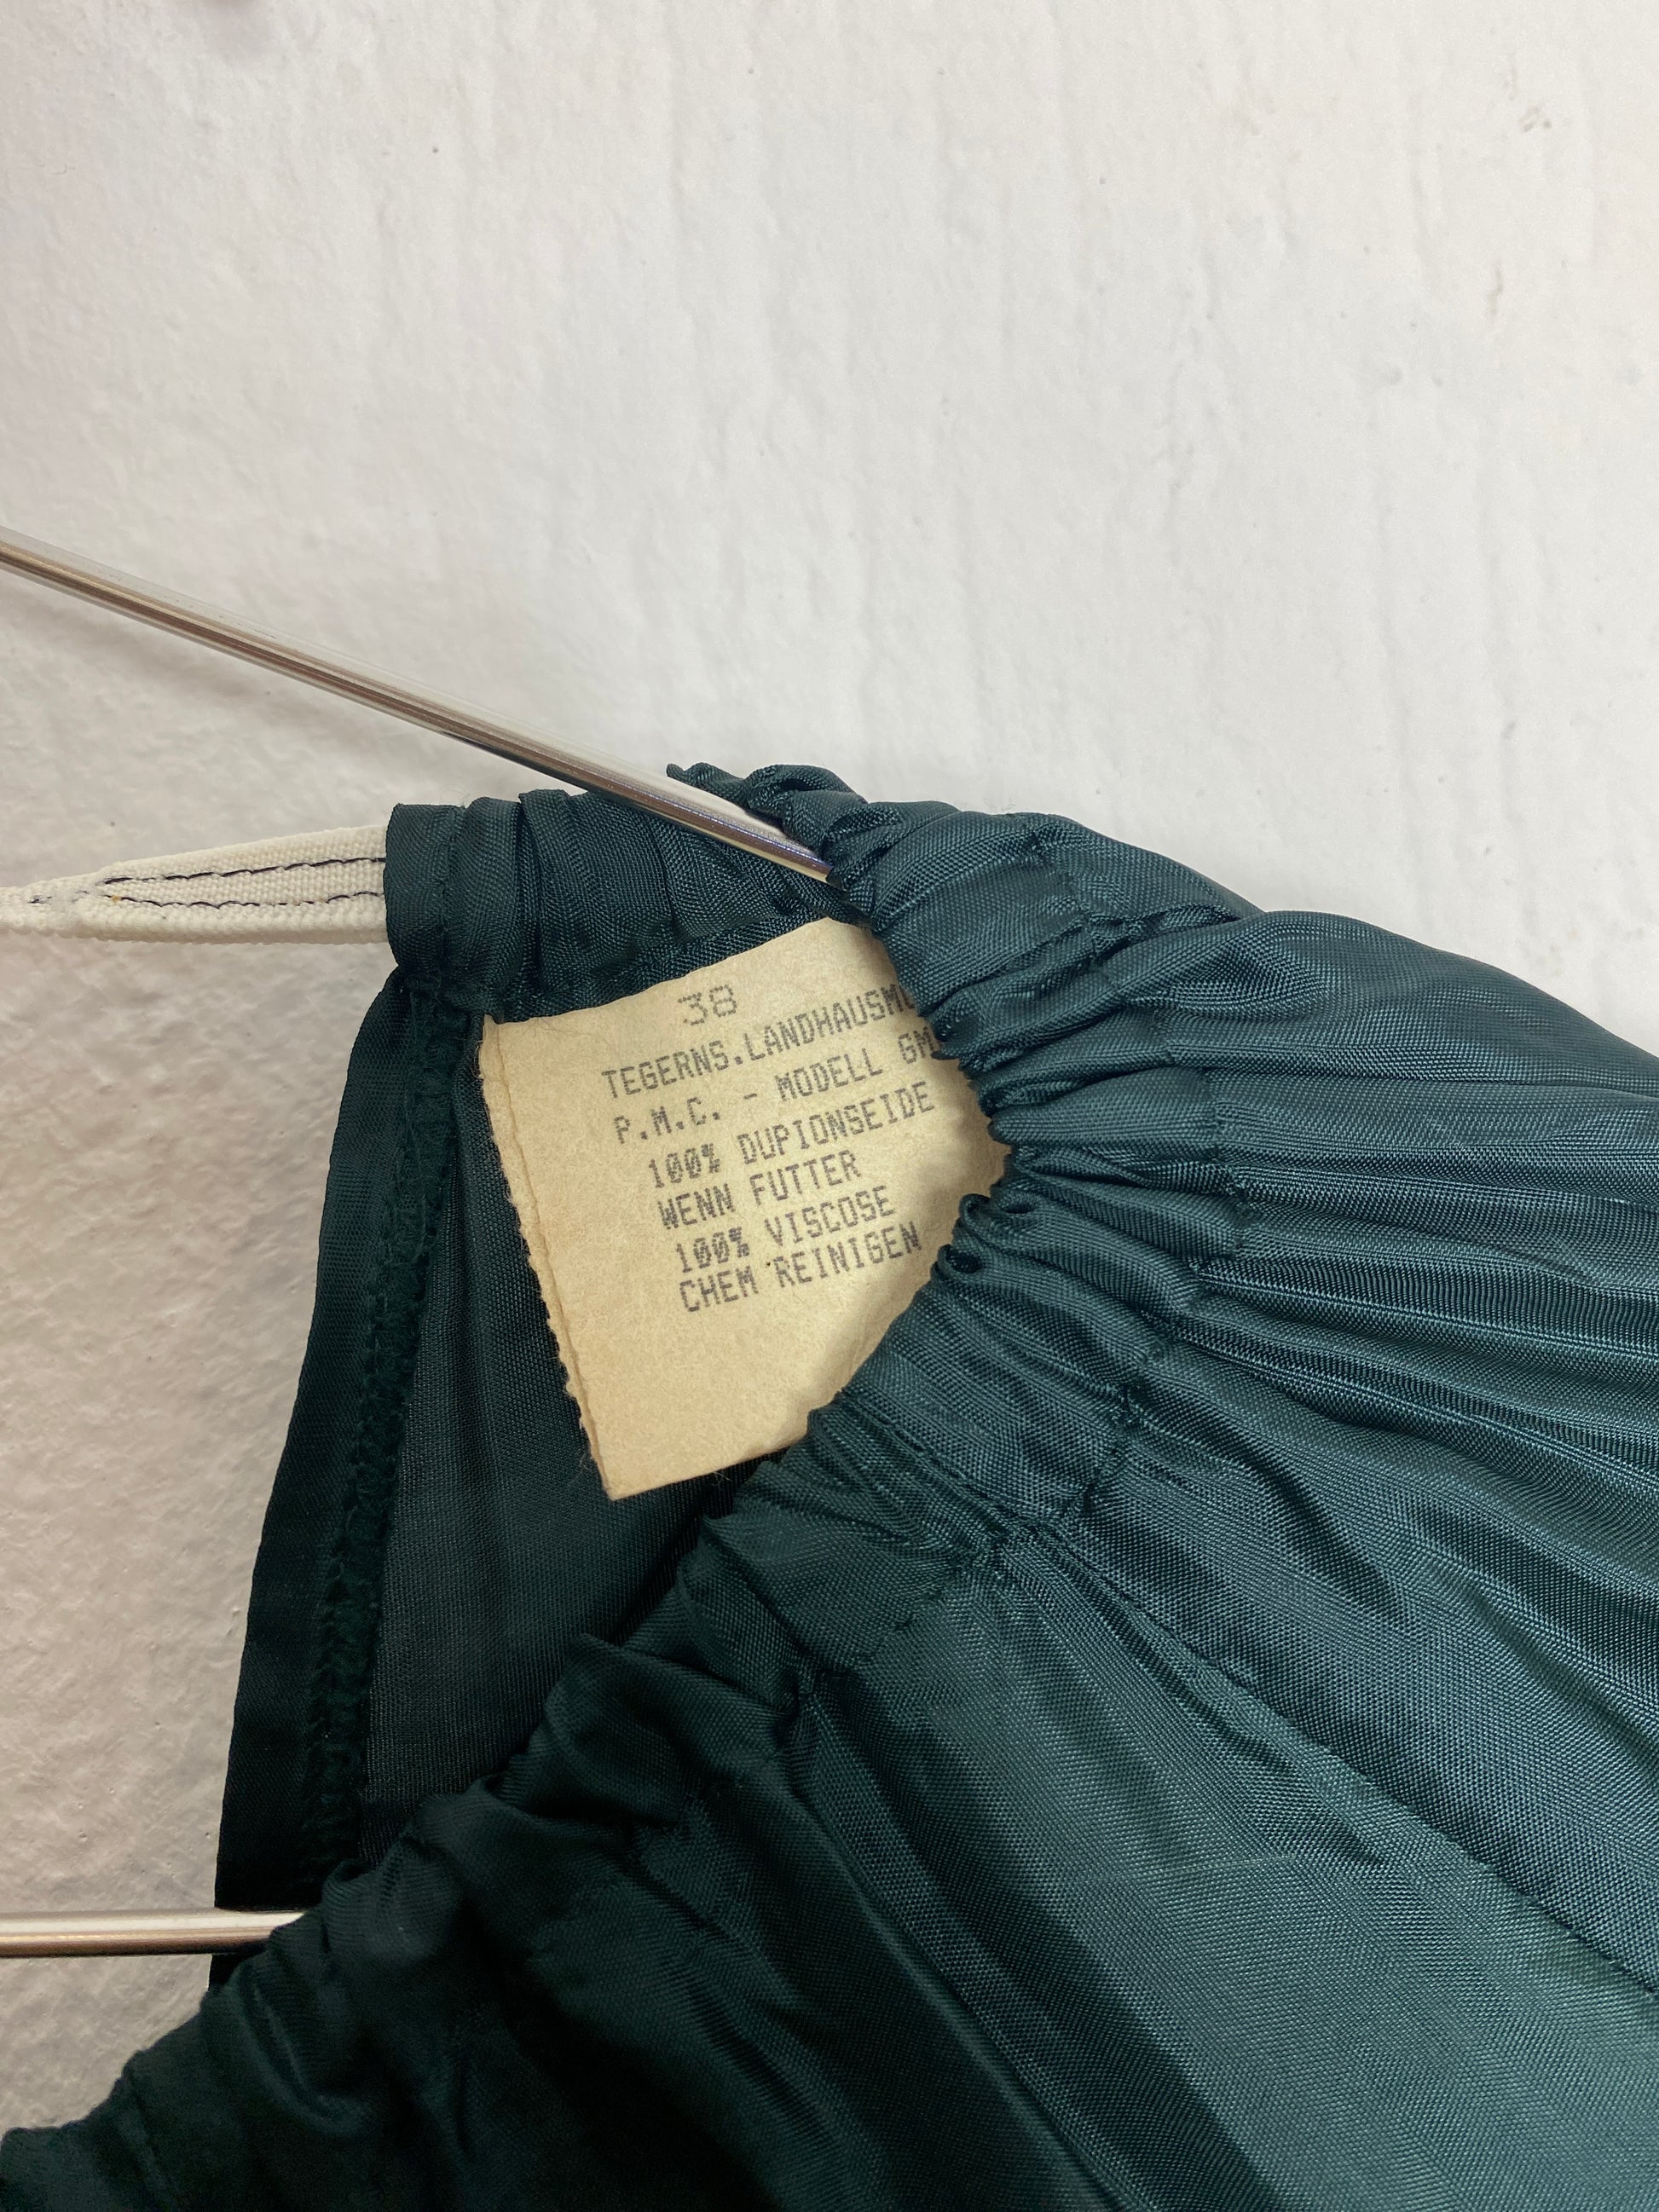 38
TEGERNS.LANDHAUSM
P.M.C. - MODELL GM
100% DUPIONSEIDE
WENN FUTTER
100% VISCOSE
CHEM REINIGEN